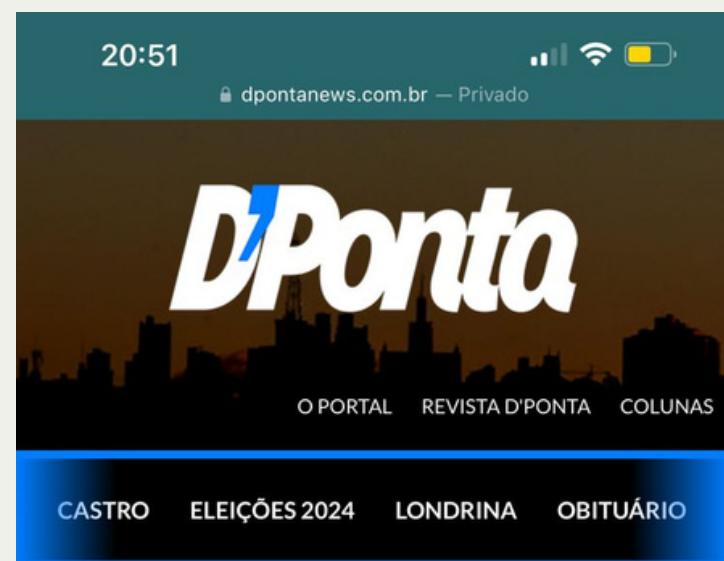 20:51
dpontanews.com.br — Privado
D'Ponta
O PORTAL REVISTA D'PONTA COLUNAS
CASTRO ELEIÇÕES 2024 LONDRINA OBITUÁRIO